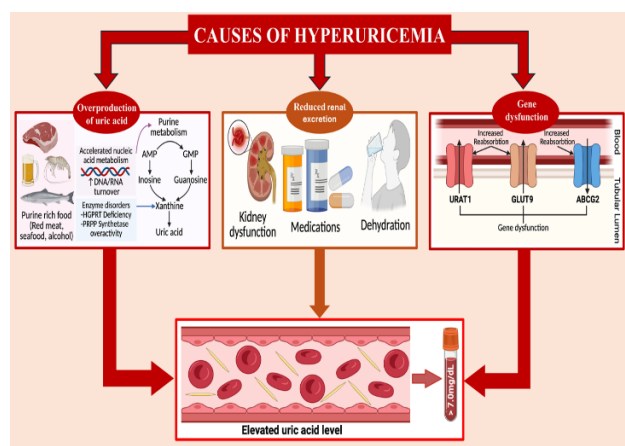 CAUSES OF HYPERURICEMIA
Overproduction
of uric acid
Purine rich food
(Red meat,
seafood, alcohol)
Accelerated nucleic
acid metabolism
↑DNA/RNA
turnover
Enzyme disorders
-HGPRT Deficiency
-PRPP Synthetase
overactivity
Purine
metabolism
AMP
GMP
Inosine
Guanosine
Xanthine
Uric acid
Reduced renal
excretion
Kidney
dysfunction
Medications
Dehydration
Gene
dysfunction
Increased
Reabsorbtion
Increased
Reabsorbtion
URAT1
GLUT9
ABCG2
Gene dysfunction
Blood
Tubular Lumen
Elevated uric acid level
> 7.0mg/dL